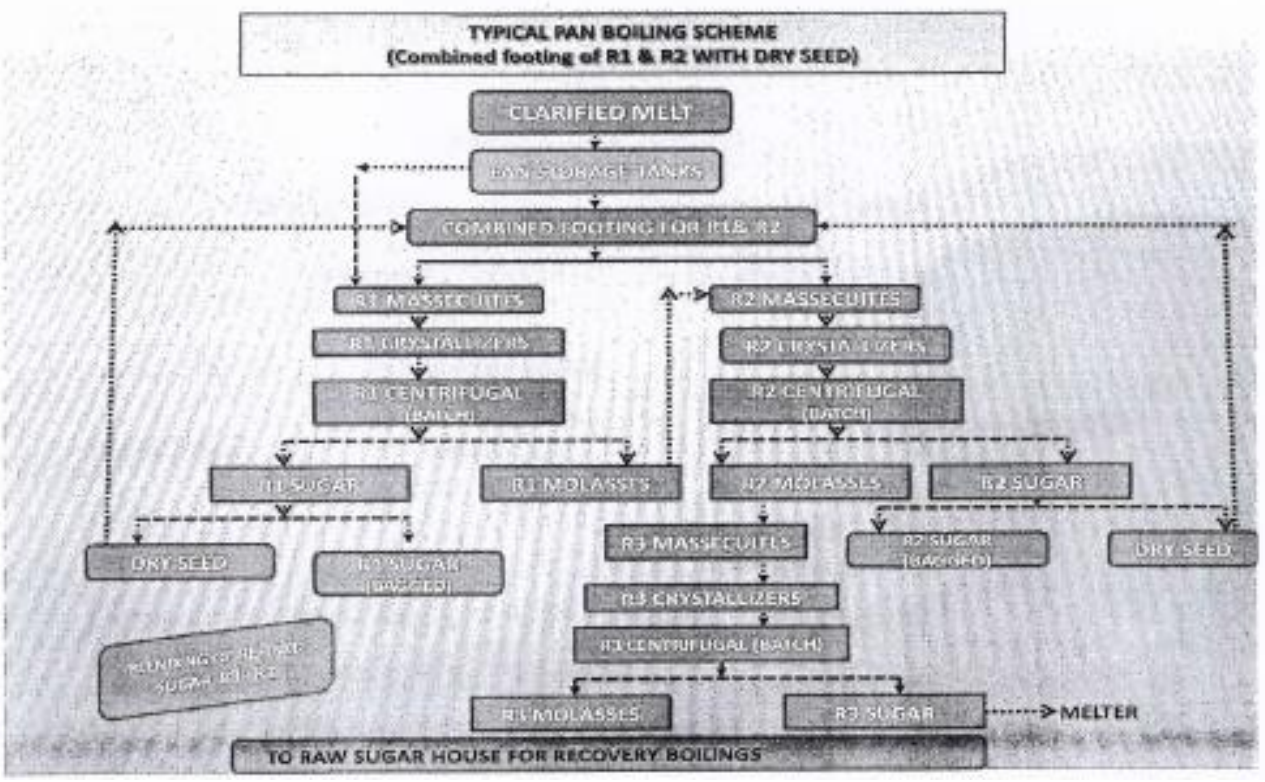 TYPICAL PAN BOILING SCHEME
(Combined footing of R1 & R2 WITH DRY SEED)
CLARIFIED MELT
PAN STORAGE TANKS
COMBINED FOOTING FOR R1& R2
R1 MASSECUITES
R2 MASSECUITES
R1 CRYSTALLIZERS
R2 CRYSTALLIZERS
R1 CENTRIFUGAL
(BATCH)
R2 CENTRIFUGAL
(BATCH)
R1 SUGAR
R1 MOLASSES
R2 MOLASSES
R2 SUGAR
DRY SEED
R1 SUGAR
(BAGGED)
R3 MASSECUITES
R2 SUGAR
(BAGGED)
DRY SEED
R3 CRYSTALLIZERS
R3 CENTRIFUGAL (BATCH)
SUGAR R1
R3 MOLASSES
R3 SUGAR
MELTER
TO RAW SUGAR HOUSE FOR RECOVERY BOILINGS